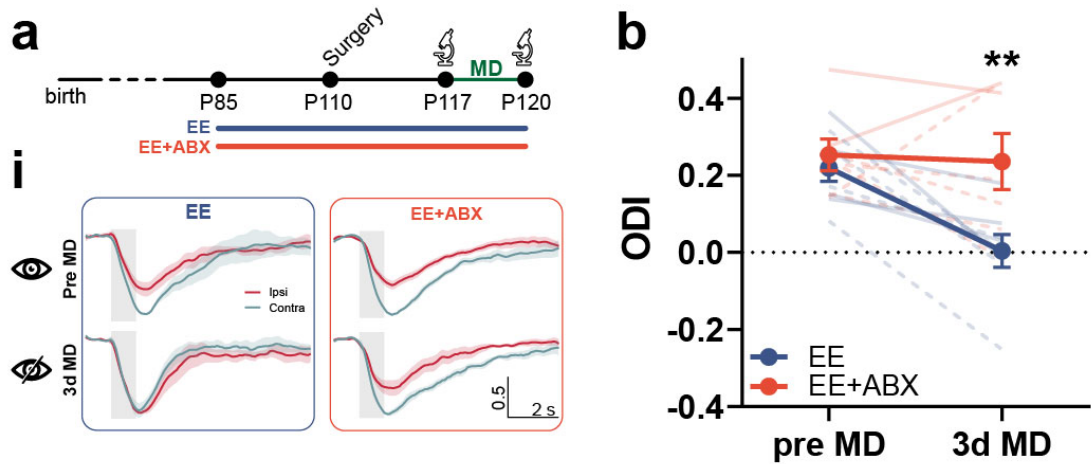 a
Surgery
MD
birth
P85 P110 P117 P120
EE
EE+ABX
i
EE
EE+ABX
Pre MD
Ipsi
Contra
3d MD
0.5
2 s
b
**
ODI
0.4
0.2
0.0
-0.2
-0.4
EE
EE+ABX
pre MD 3d MD